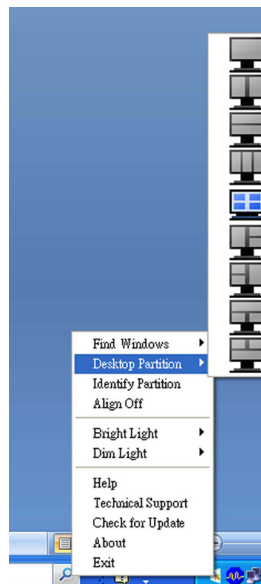 Find Windows
Desktop Partition
Identify Partition
Align Off
Bright Light
Dim Light
Help
Technical Support
Check for Update
About
Exit